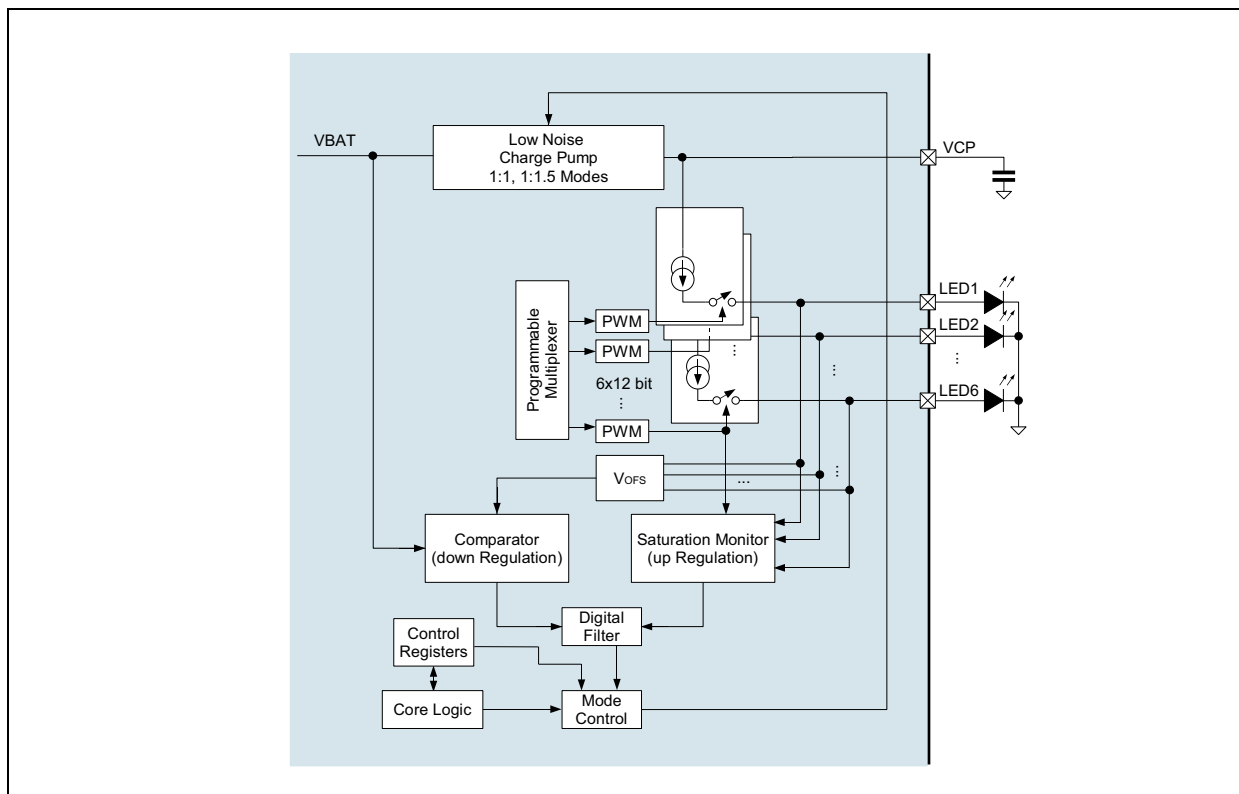 VBAT
Low Noise
Charge Pump
1:1, 1:1.5 Modes
VCP
LED1
LED2
...
LED6
Programmable
Multiplexer
PWM
PWM
6x12 bit
...
PWM
...
...
VOFS
...
...
Comparator
(down Regulation)
Saturation Monitor
(up Regulation)
Digital
Filter
Control
Registers
Core Logic
Mode
Control